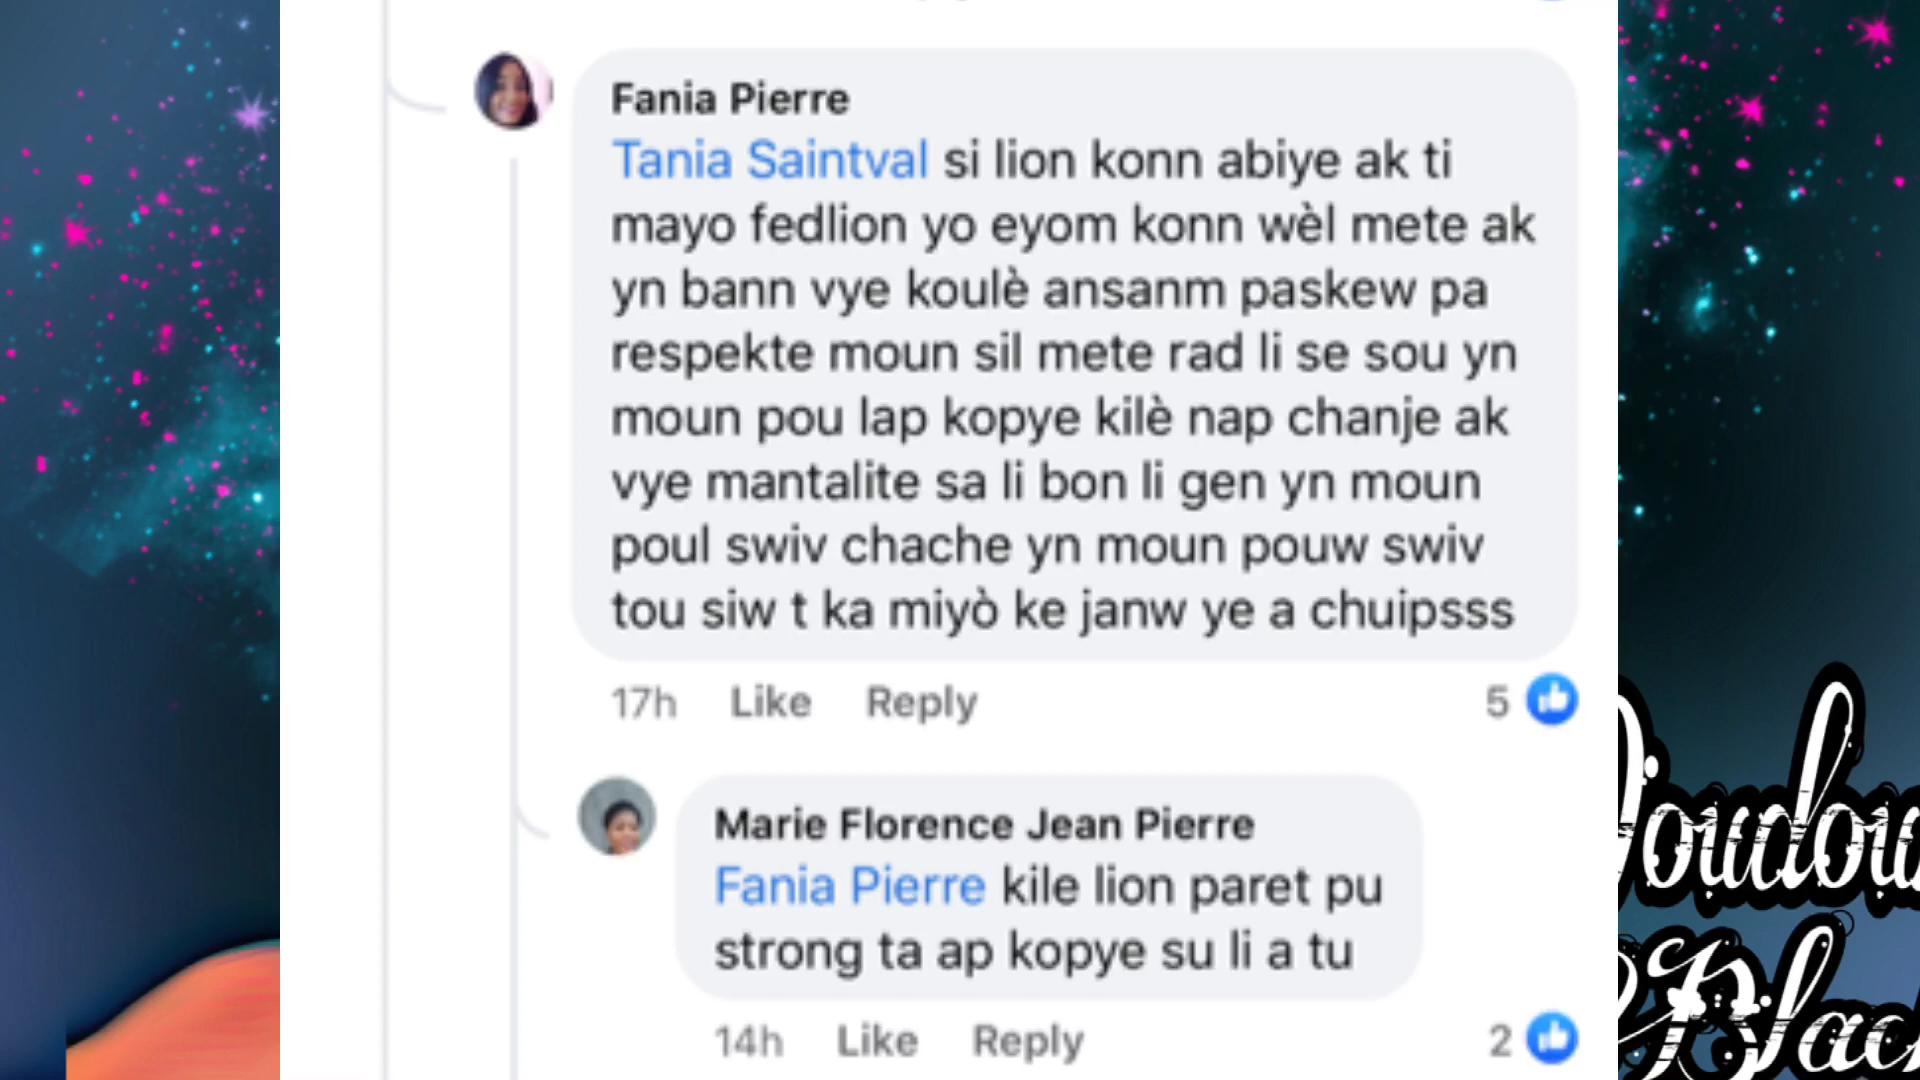 Fania Pierre
Tania Saintval si lion konn abiye ak ti
mayo fedlion yo eyom konn wèl mete ak
yn bann vye koulè ansanm paskew pa
respekte moun sil mete rad li se sou yn
moun pou lap kopye kilè nap chanje ak
vye mantalite sa li bon li gen yn moun
poul swiv chache yn moun pouw swiv
tou siw t ka miyò ke janw ye a chuipsss
17h Like Reply 5
Marie Florence Jean Pierre
Fania Pierre kile lion paret pu
strong ta ap kopye su li a tu
14h Like Reply 2